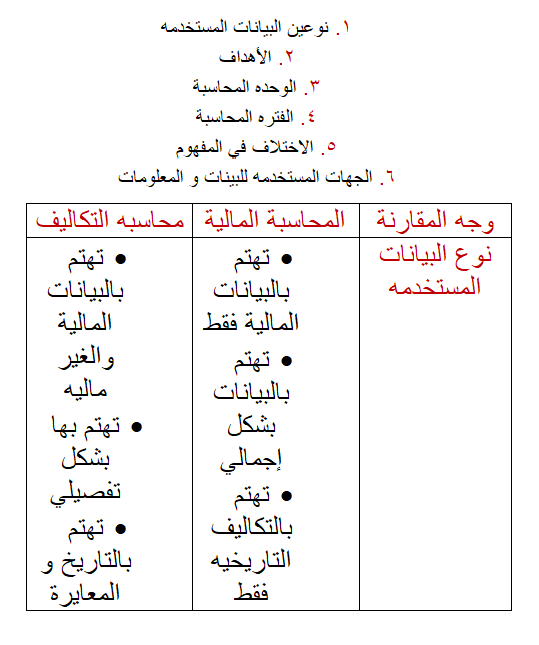 ١. نوعين البيانات المستخدمه
٢. الأهداف
٣. الوحده المحاسبة
٤. الفتره المحاسبة
٥. الاختلاف في المفهوم
٦. الجهات المستخدمه للبينات و المعلومات
وجه المقارنة
المحاسبة المالية
محاسبه التكاليف
نوع البيانات
المستخدمه
• تهتم
بالبيانات
المالية فقط
• تهتم
بالبيانات
بشكل
إجمالي
• تهتم
بالتكاليف
التاريخيه
فقط
• تهتم
بالبيانات
المالية
والغير
ماليه
• تهتم بها
بشكل
تفصيلي
• تهتم
بالتاريخ و
المعايرة